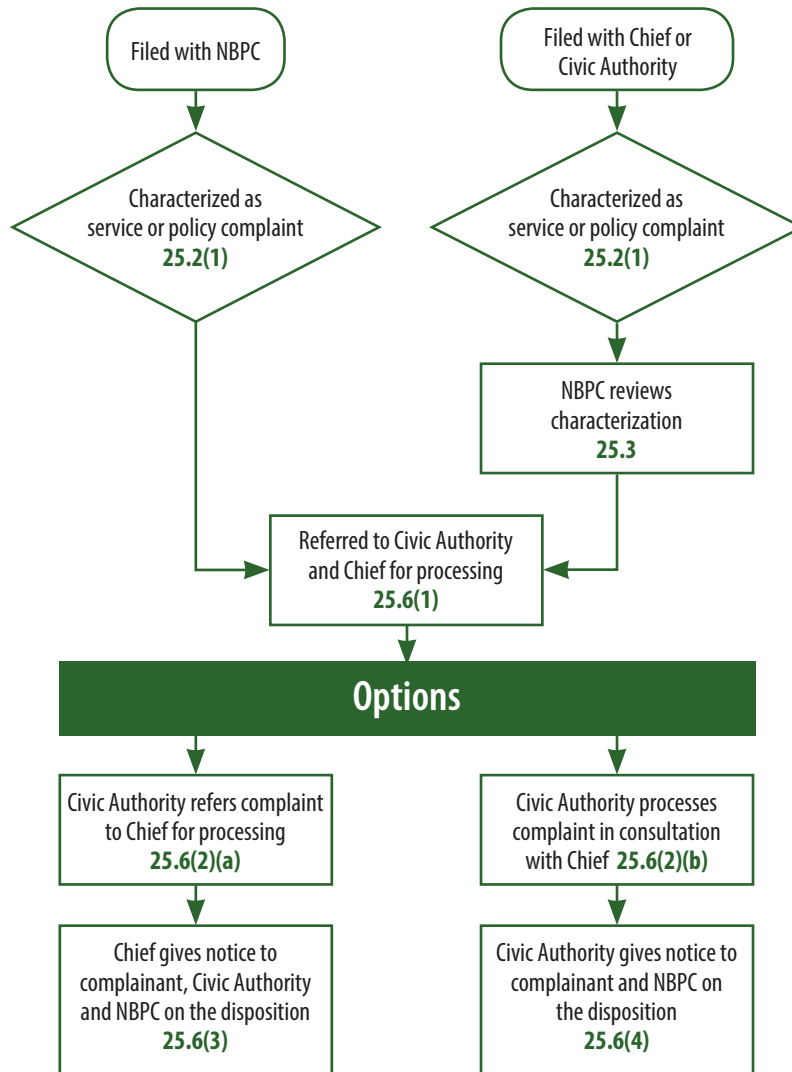 Filed with NBPC
Filed with Chief or
Civic Authority
Characterized as
service or policy complaint
25.2(1)
Characterized as
service or policy complaint
25.2(1)
NBPC reviews
characterization
25.3
Referred to Civic Authority
and Chief for processing
25.6(1)
Options
Civic Authority refers complaint
to Chief for processing
25.6(2)(a)
Civic Authority processes
complaint in consultation
with Chief 25.6(2)(b)
Chief gives notice to
complainant, Civic Authority
and NBPC on the disposition
25.6(3)
Civic Authority gives notice to
complainant and NBPC on
the disposition
25.6(4)